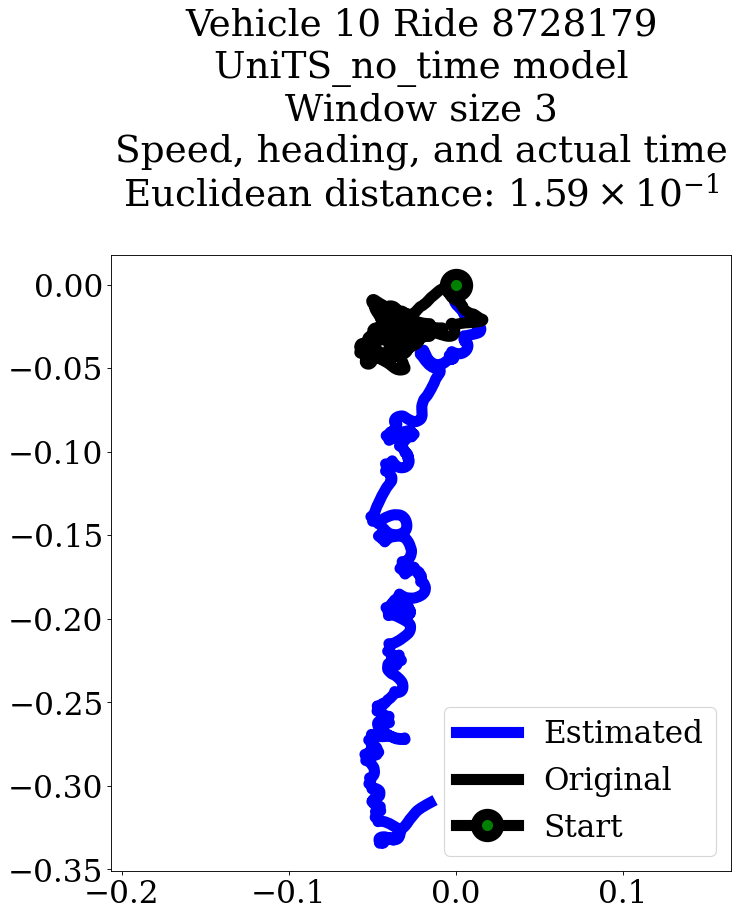 Vehicle 10 Ride 8728179
UniTS_no_time model
Window size 3
Speed, heading, and actual time
Euclidean distance: 1.59 × 10⁻¹
0.00
−0.05
−0.10
−0.15
−0.20
−0.25
−0.30
−0.35
−0.2
−0.1
0.0
0.1
Estimated
Original
Start